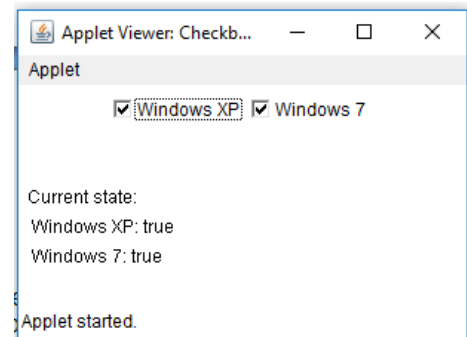 Applet Viewer: Checkb...
Applet
Windows XP Windows 7
Current state:
Windows XP: true
Windows 7: true
Applet started.